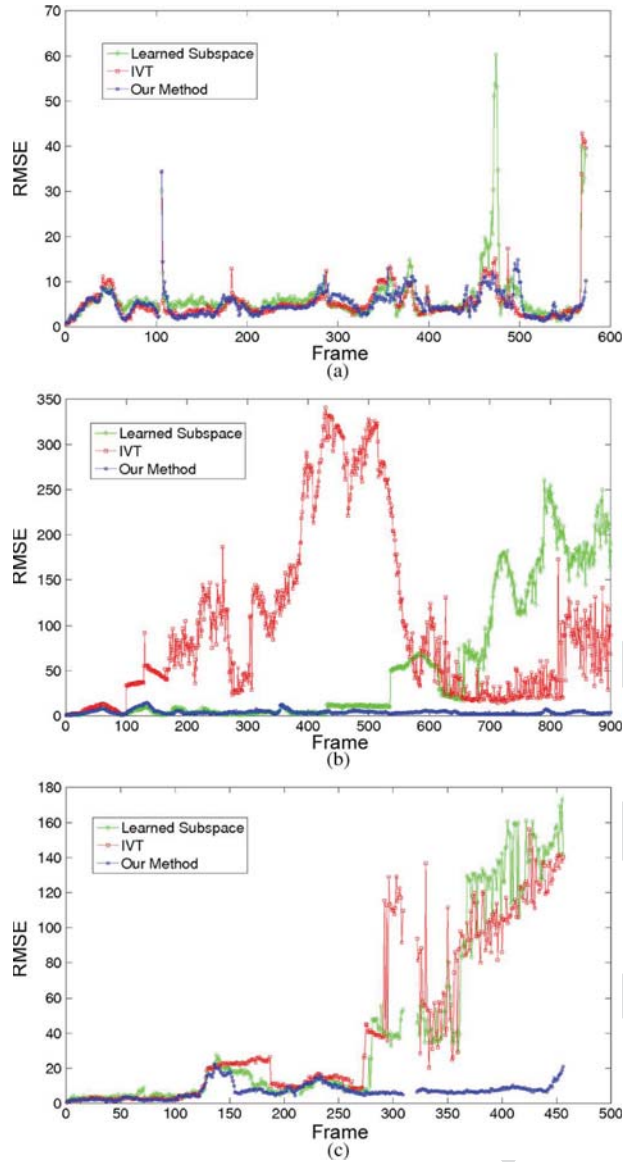 70
60
50
40
30
20
10
0
RMSE
Learned Subspace
IVT
Our Method
0 100 200 300 400 500 600
Frame
(a)
350
300
250
200
150
100
50
0
RMSE
Learned Subspace
IVT
Our Method
0 100 200 300 400 500 600 700 800 900
Frame
(b)
180
160
140
120
100
80
60
40
20
0
RMSE
Learned Subspace
IVT
Our Method
0 50 100 150 200 250 300 350 400 450 500
Frame
(c)